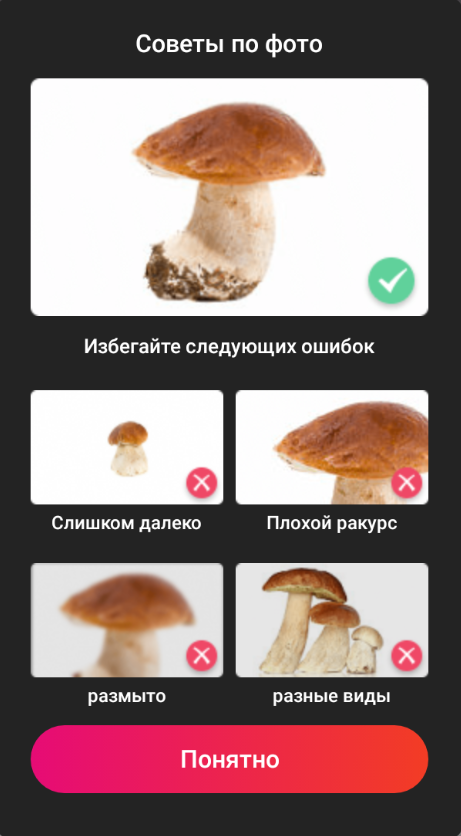 Советы по фото
Избегайте следующих ошибок
Слишком далеко
Плохой ракурс
размыто
разные виды
Понятно